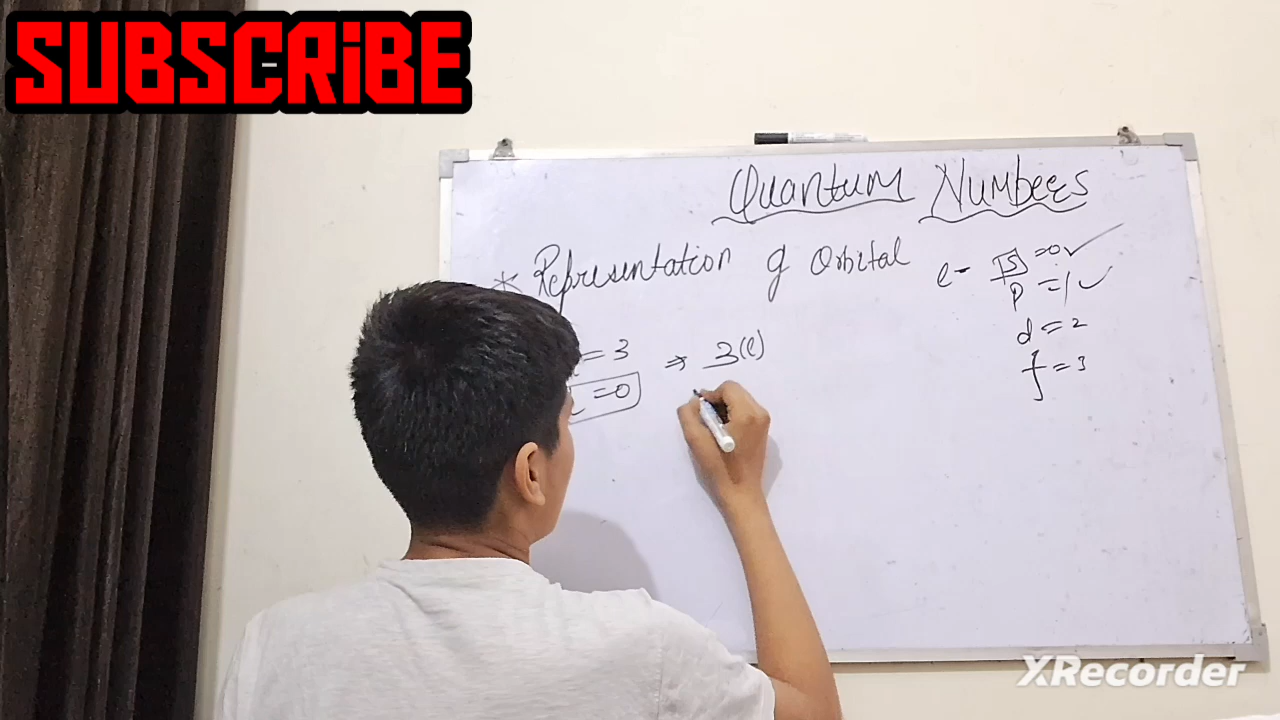 SUBSCRiBE
Quantum Numbers
* Representation of Orbital
l - s =0 ✓
p =1 ✓
d = 2
f = 3
= 3 ⇒ 3(l)
=0
XRecorder